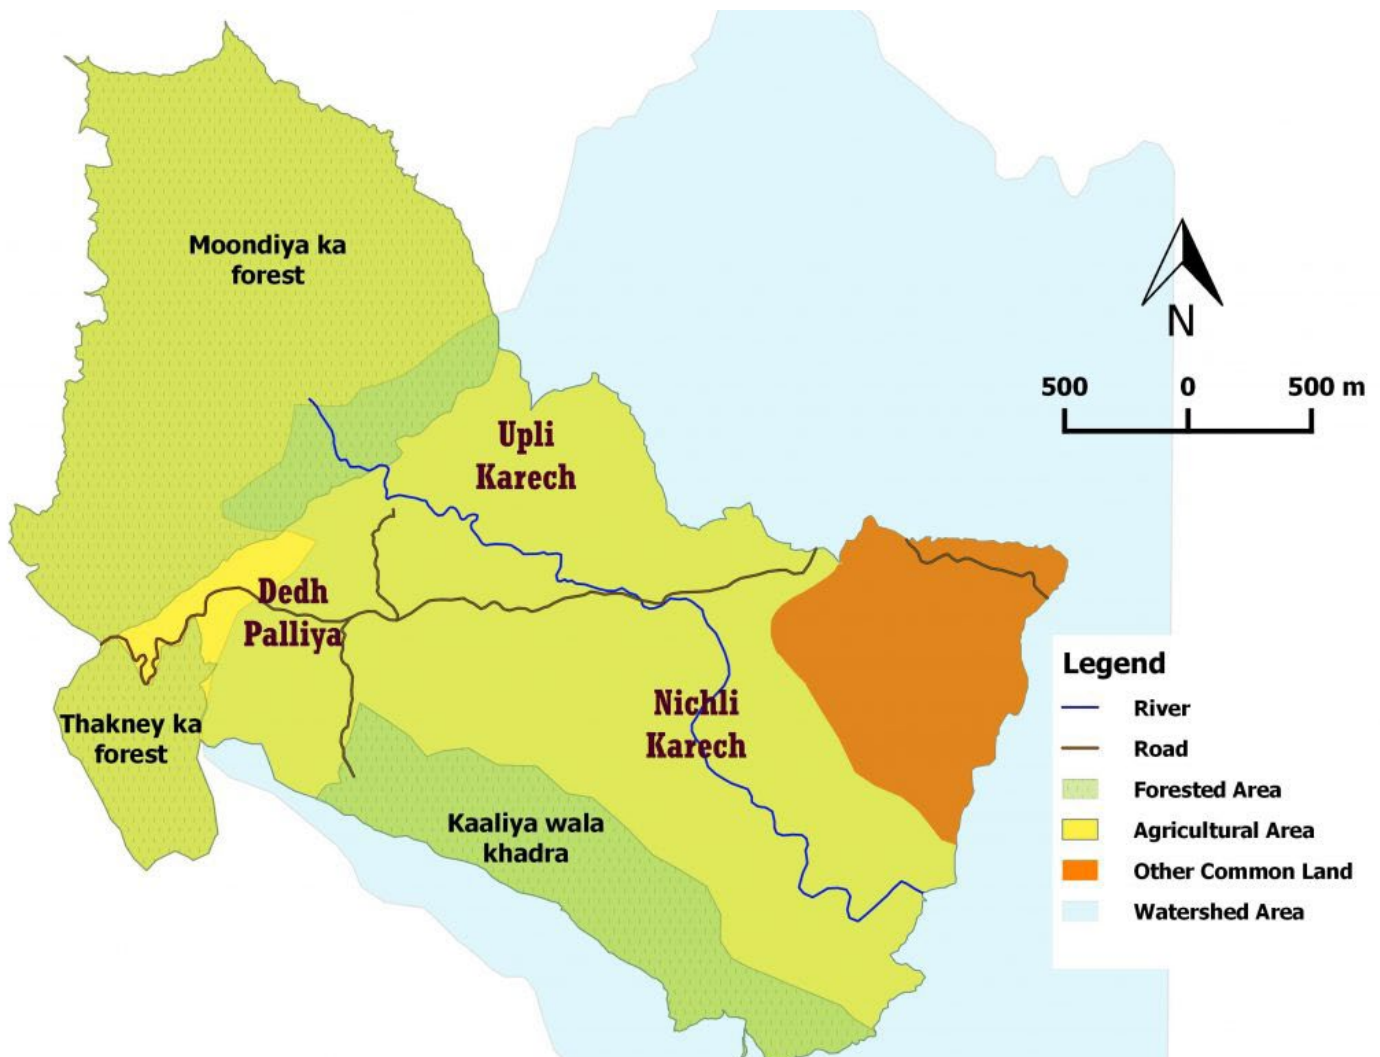 Moondiya ka
forest
Upli
Karech
Dedh
Palliya
Thakney ka
forest
Nichli
Karech
Kaaliya wala
khadra
N
500 0 500 m
Legend
River
Road
Forested Area
Agricultural Area
Other Common Land
Watershed Area